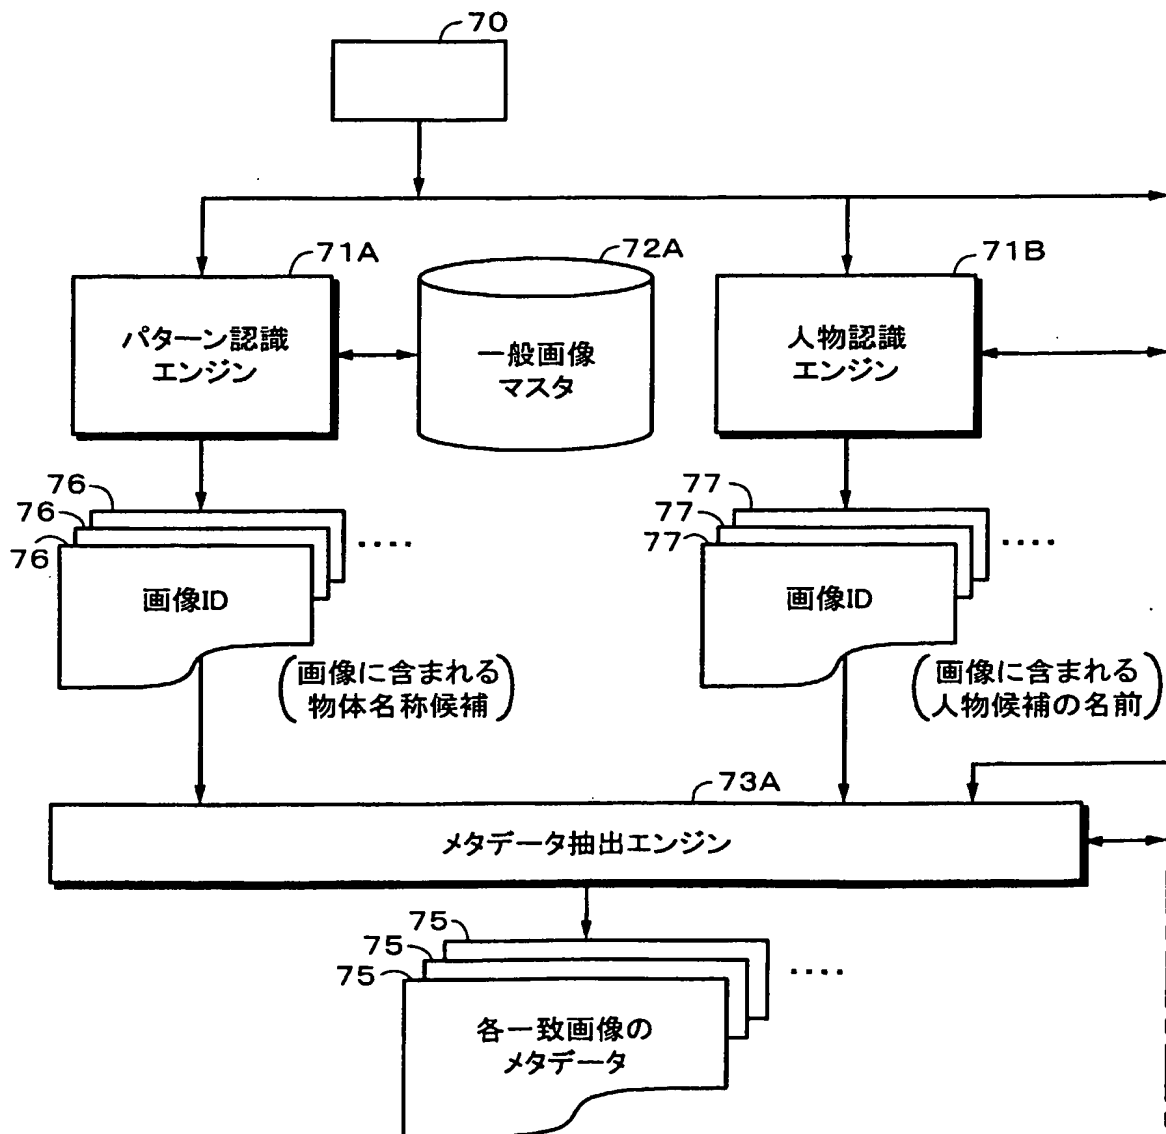 70
71A
72A
71B
パターン認識
エンジン
一般画像
マスタ
人物認識
エンジン
76
76
76
‥‥
画像ID
77
77
77
‥‥
画像ID
(画像に含まれる
物体名称候補)
(画像に含まれる
人物候補の名前)
73A
メタデータ抽出エンジン
75
75
75
‥‥
各一致画像の
メタデータ